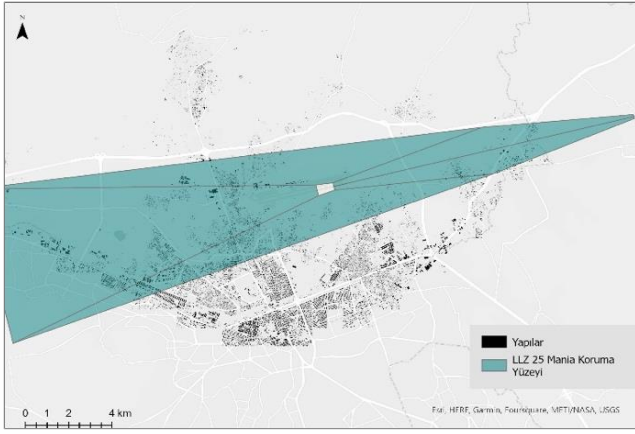 N
Yapılar
LLZ 25 Mania Koruma
Yüzeyi
0 1 2 4 km
Esri, HERE, Garmin, Foursquare, METI/NASA, USGS